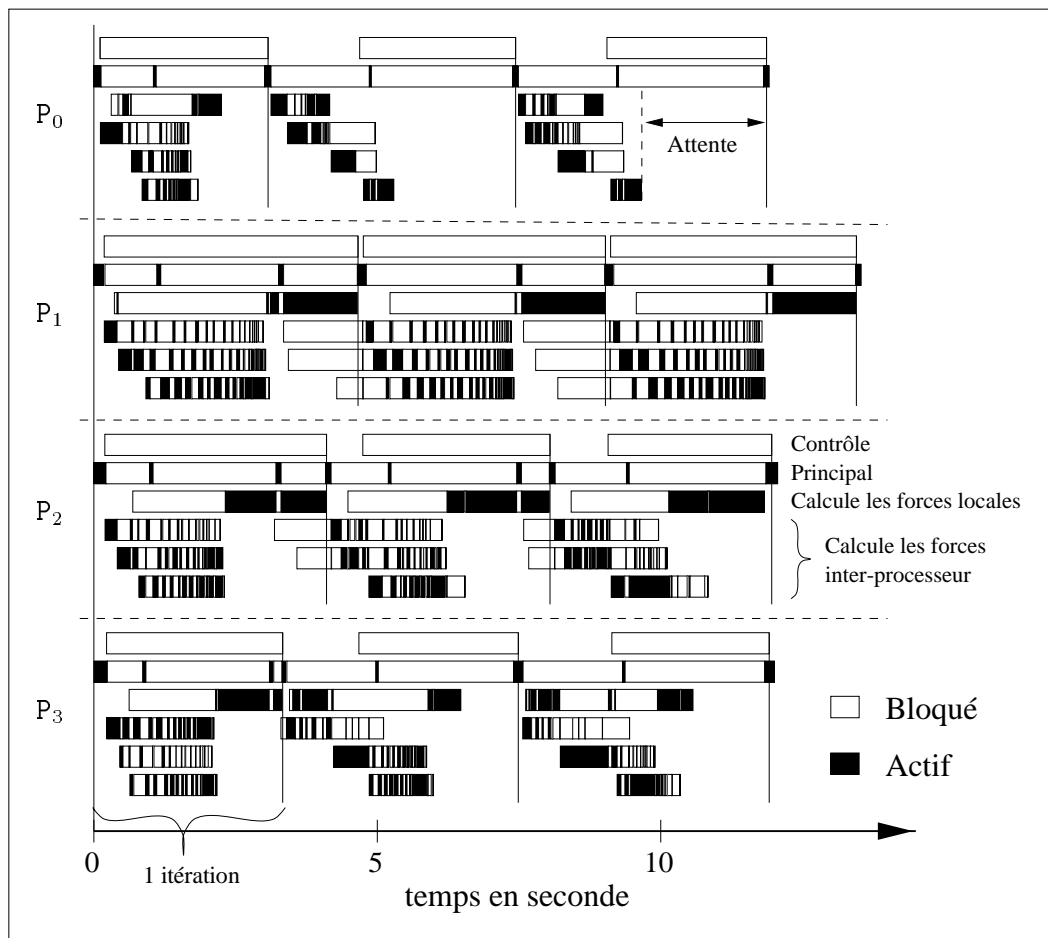 P0
Attente
P1
Contrôle
Principal
P2
Calcule les forces locales
Calcule les forces
inter-processeur
P3
Bloqué
Actif
0
5
10
1 itération
temps en seconde